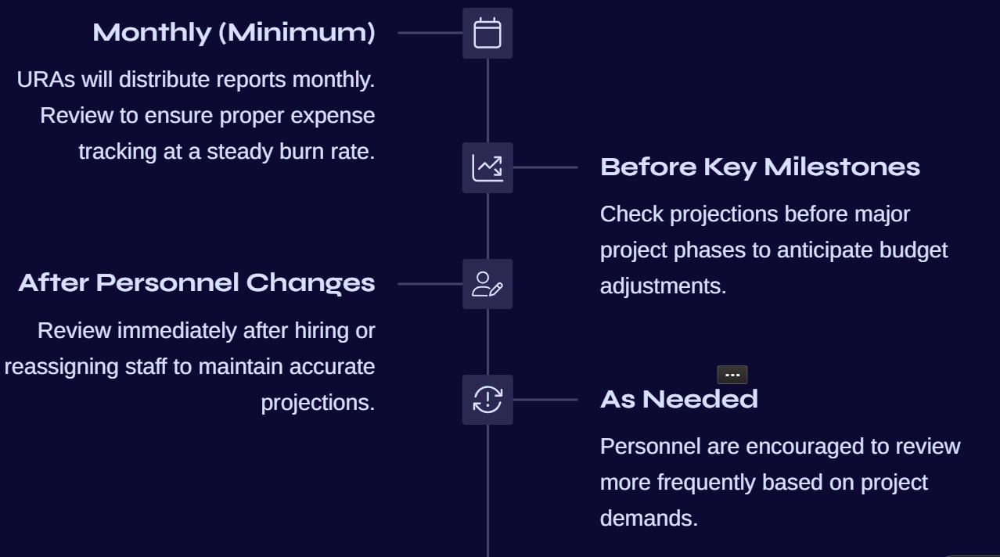 Monthly (Minimum)
URAs will distribute reports monthly.
Review to ensure proper expense
tracking at a steady burn rate.
Before Key Milestones
Check projections before major
project phases to anticipate budget
adjustments.
After Personnel Changes
Review immediately after hiring or
reassigning staff to maintain accurate
projections.
As Needed
Personnel are encouraged to review
more frequently based on project
demands.